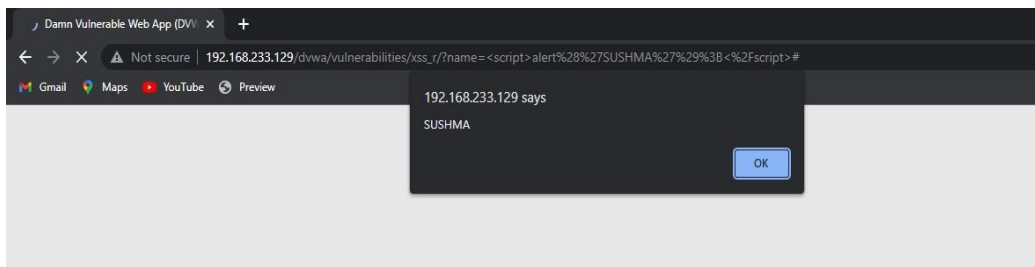 Damn Vulnerable Web App (DVW
Not secure | 192.168.233.129/dvwa/vulnerabilities/xss_r/?name=<script>alert%28%27SUSHMA%27%29%3B<%2Fscript>#
Gmail Maps YouTube Preview
192.168.233.129 says
SUSHMA
OK